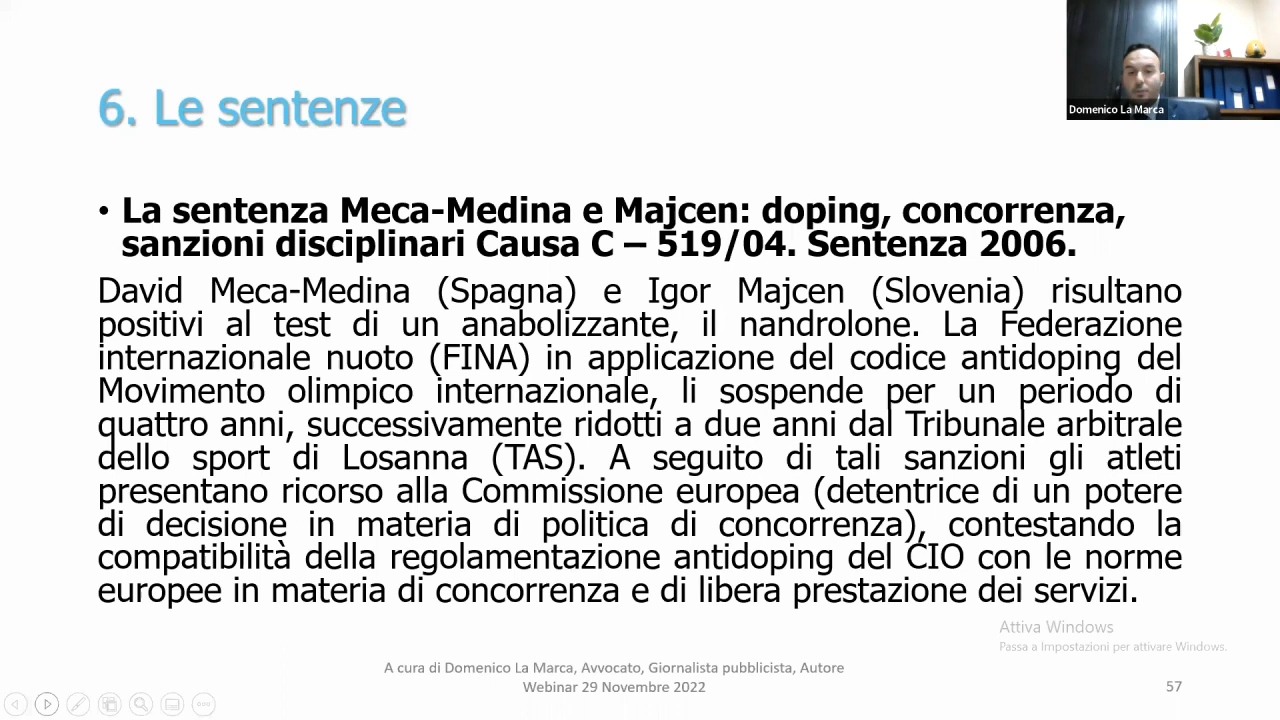 Domenico La Marca
6. Le sentenze
• La sentenza Meca-Medina e Majcen: doping, concorrenza,
sanzioni disciplinari Causa C – 519/04. Sentenza 2006.
David Meca-Medina (Spagna) e Igor Majcen (Slovenia) risultano
positivi al test di un anabolizzante, il nandrolone. La Federazione
internazionale nuoto (FINA) in applicazione del codice antidoping del
Movimento olimpico internazionale, li sospende per un periodo di
quattro anni, successivamente ridotti a due anni dal Tribunale arbitrale
dello sport di Losanna (TAS). A seguito di tali sanzioni gli atleti
presentano ricorso alla Commissione europea (detentrice di un potere
di decisione in materia di politica di concorrenza), contestando la
compatibilità della regolamentazione antidoping del CIO con le norme
europee in materia di concorrenza e di libera prestazione dei servizi.
Attiva Windows
Passa a Impostazioni per attivare Windows.
A cura di Domenico La Marca, Avvocato, Giornalista pubblicista, Autore
Webinar 29 Novembre 2022
57